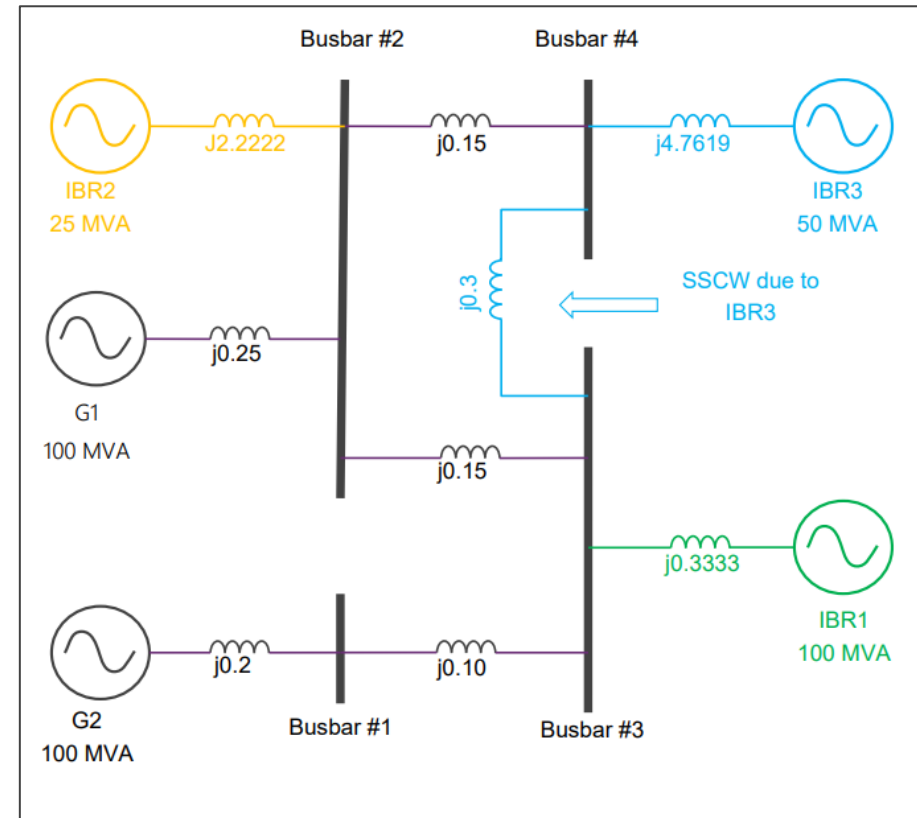 Busbar #2
Busbar #4
J2.2222
j0.15
j4.7619
IBR2
25 MVA
IBR3
50 MVA
j0.3
SSCW due to
IBR3
j0.25
G1
100 MVA
j0.15
j0.3333
IBR1
100 MVA
j0.2
j0.10
G2
100 MVA
Busbar #1
Busbar #3